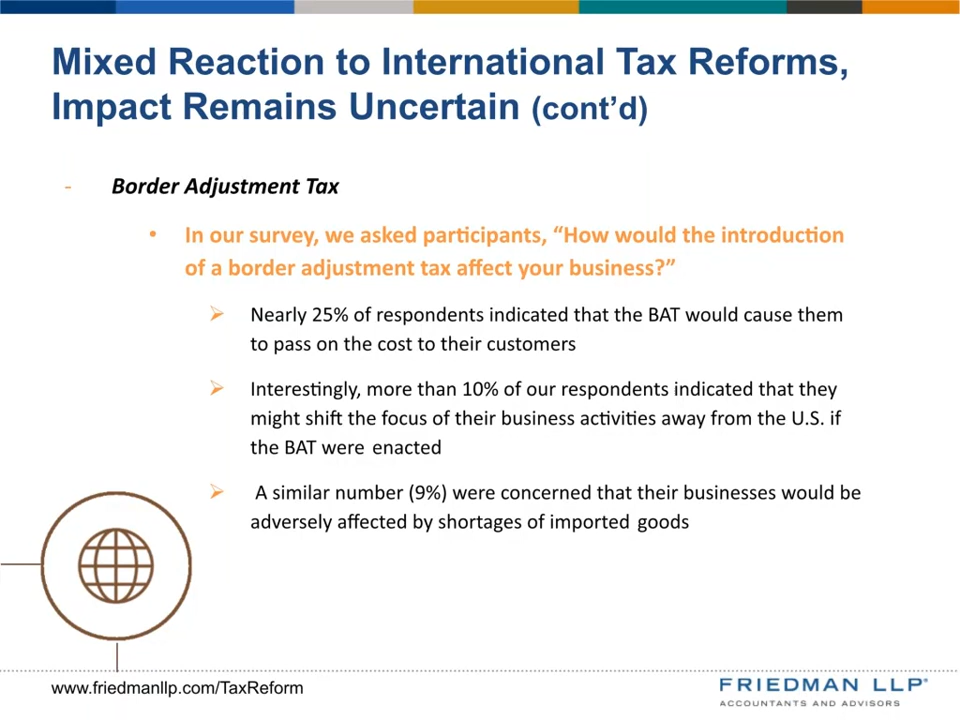 Mixed Reaction to International Tax Reforms,
Impact Remains Uncertain (cont’d)
- Border Adjustment Tax
• In our survey, we asked participants, “How would the introduction
of a border adjustment tax affect your business?”
➢ Nearly 25% of respondents indicated that the BAT would cause them
to pass on the cost to their customers
➢ Interestingly, more than 10% of our respondents indicated that they
might shift the focus of their business activities away from the U.S. if
the BAT were enacted
➢ A similar number (9%) were concerned that their businesses would be
adversely affected by shortages of imported goods
www.friedmanllp.com/TaxReform
FRIEDMAN LLP®
ACCOUNTANTS AND ADVISORS